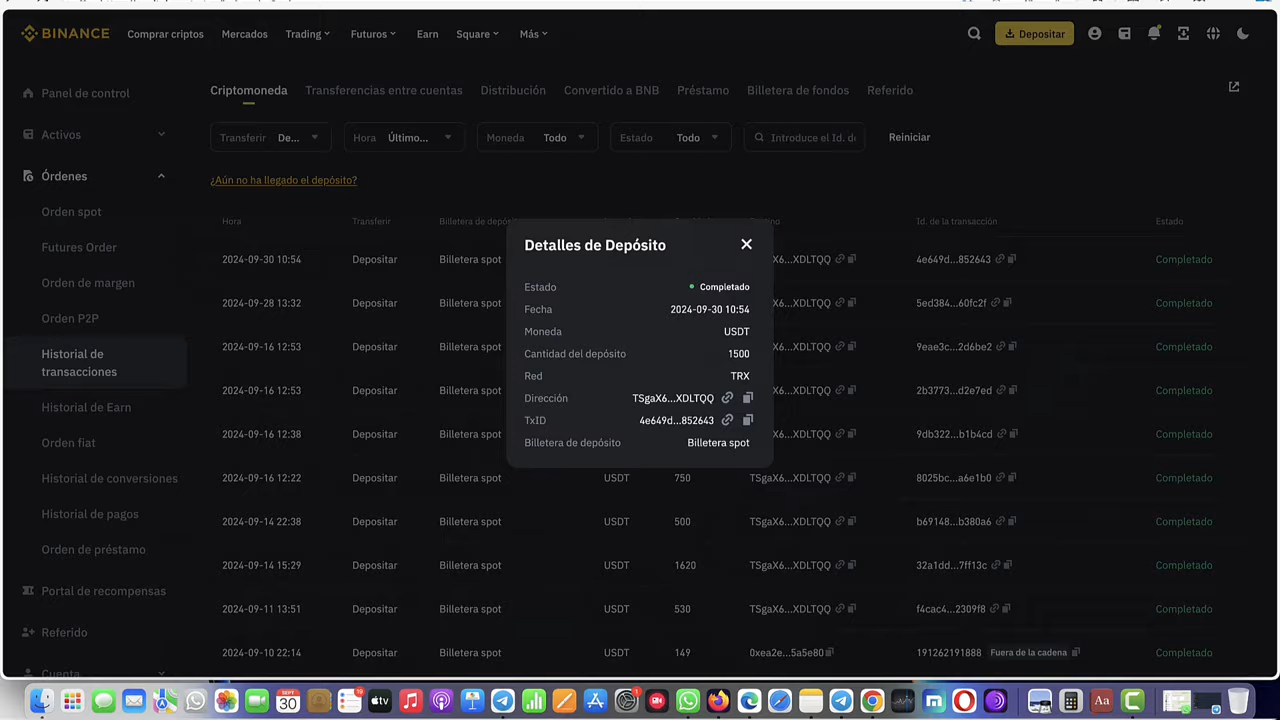 BINANCE Comprar criptos Mercados Trading Futuros Earn Square Más Depositar
Panel de control
Activos
Órdenes
Orden spot
Futures Order
Orden de margen
Orden P2P
Historial de
transacciones
Historial de Earn
Orden fiat
Historial de conversiones
Historial de pagos
Orden de préstamo
Portal de recompensas
Referido
Cuenta
Criptomoneda Transferencias entre cuentas Distribución Convertido a BNB Préstamo Billetera de fondos Referido
Transferir De... Hora Último... Moneda Todo Estado Todo Introduce el Id. de Reiniciar
¿Aún no ha llegado el depósito?
Hora Transferir Billetera de depós Id. de la transacción Estado
2024-09-30 10:54 Depositar Billetera spot X6...XDLTQQ 4e649d...852643 Completado
2024-09-28 13:32 Depositar Billetera spot X6...XDLTQQ 5ed384...60fc2f Completado
2024-09-16 12:53 Depositar Billetera spot X6...XDLTQQ 9eae3c...2d6be2 Completado
2024-09-16 12:53 Depositar Billetera spot X6...XDLTQQ 2b3773...d2e7ed Completado
2024-09-16 12:38 Depositar Billetera spot X6...XDLTQQ 9db322...b1b4cd Completado
2024-09-16 12:22 Depositar Billetera spot USDT 750 TSgaX6...XDLTQQ 8025bc...a6e1b0 Completado
2024-09-14 22:38 Depositar Billetera spot USDT 500 TSgaX6...XDLTQQ b69148...b380a6 Completado
2024-09-14 15:29 Depositar Billetera spot USDT 1620 TSgaX6...XDLTQQ 32a1dd...7ff13c Completado
2024-09-11 13:51 Depositar Billetera spot USDT 530 TSgaX6...XDLTQQ f4cac4...2309f8 Completado
2024-09-10 22:14 Depositar Billetera spot USDT 149 0xea2e...5a5e80 191262191888 Fuera de la cadena Completado
Detalles de Depósito
Estado Completado
Fecha 2024-09-30 10:54
Moneda USDT
Cantidad del depósito 1500
Red TRX
Dirección TSgaX6...XDLTQQ
TxID 4e649d...852643
Billetera de depósito Billetera spot
SEPT
30
19
tv
1
Aa